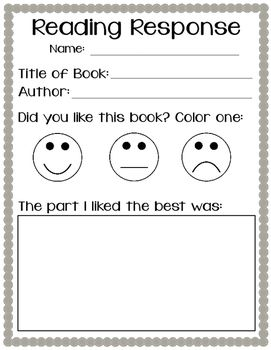 Reading Response
Name:
Title of Book:
Author:
Did you like this book? Color one:
The part I liked the best was: